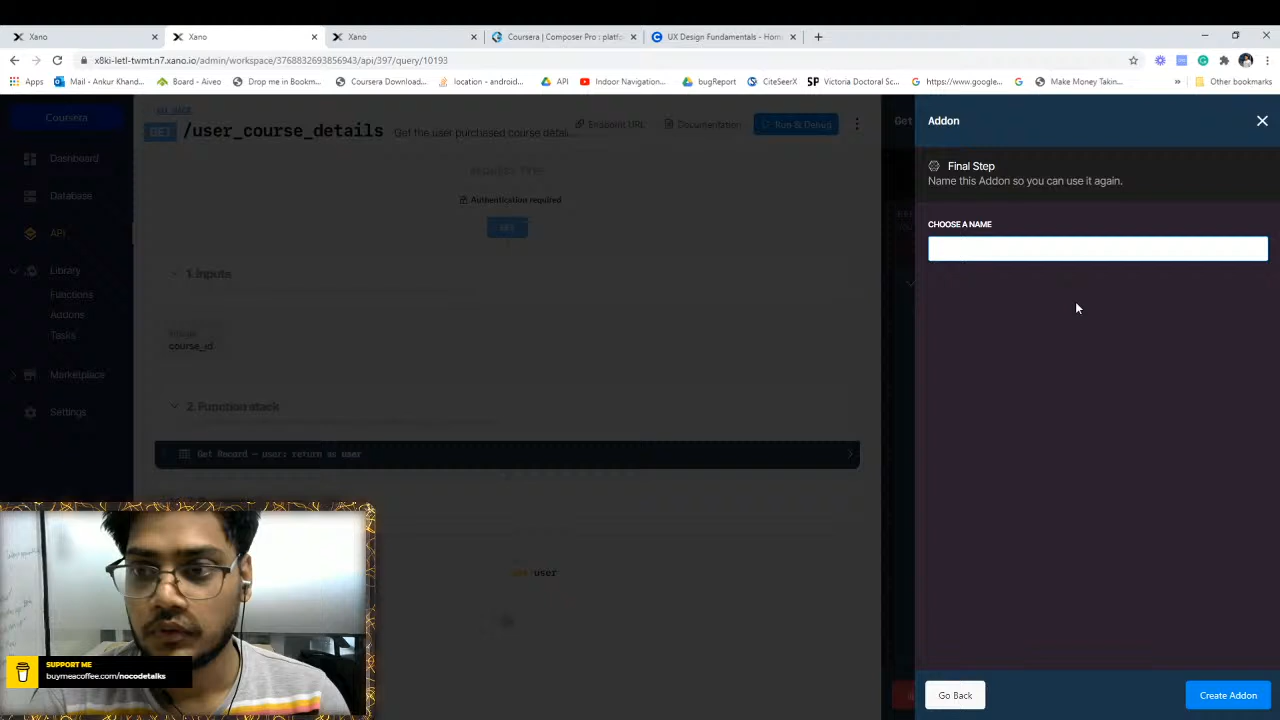 Xano
Xano
Xano
Coursera | Composer Pro : platf
UX Design Fundamentals - Hom
x8ki-letl-twmt.n7.xano.io/admin/workspace/3768832693856943/api/397/query/10193
Apps
Mail - Ankur Khand...
Board - Aiveo
Drop me in Bookm...
Coursera Download...
location - android...
API
Indoor Navigation...
bugReport
CiteSeerX
SP
Victoria Doctoral Sc...
https://www.google...
Make Money Takin...
Other bookmarks
Coursera
Dashboard
Database
API
Library
Functions
Addons
Tasks
Marketplace
Settings
GET
/user_course_details
Get the user purchased course detail
Endpoint URL
Documentation
Run & Debug
Get
Authentication required
GET
1. Inputs
course_id
2. Function stack
Get Record — users return as user
user
Addon
Final Step
Name this Addon so you can use it again.
CHOOSE A NAME
Go Back
Create Addon
SUPPORT ME
buymeacoffee.com/nocodetalks